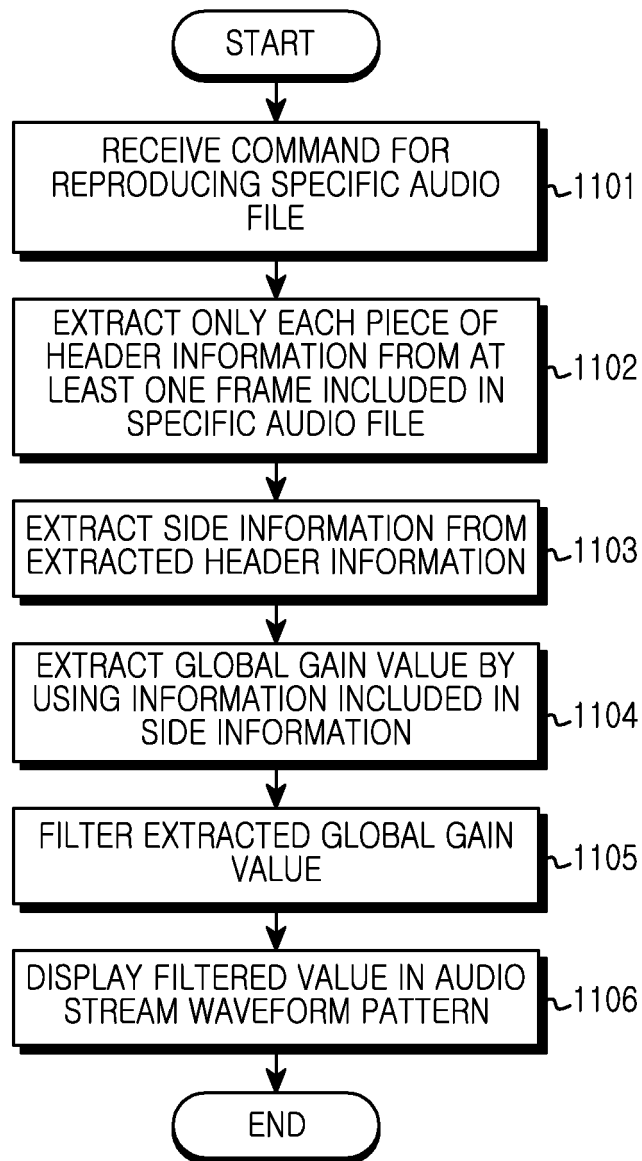 START
RECEIVE COMMAND FOR
REPRODUCING SPECIFIC AUDIO
FILE
1101
EXTRACT ONLY EACH PIECE OF
HEADER INFORMATION FROM AT
LEAST ONE FRAME INCLUDED IN
SPECIFIC AUDIO FILE
1102
EXTRACT SIDE INFORMATION FROM
EXTRACTED HEADER INFORMATION
1103
EXTRACT GLOBAL GAIN VALUE BY
USING INFORMATION INCLUDED IN
SIDE INFORMATION
1104
FILTER EXTRACTED GLOBAL GAIN
VALUE
1105
DISPLAY FILTERED VALUE IN AUDIO
STREAM WAVEFORM PATTERN
1106
END